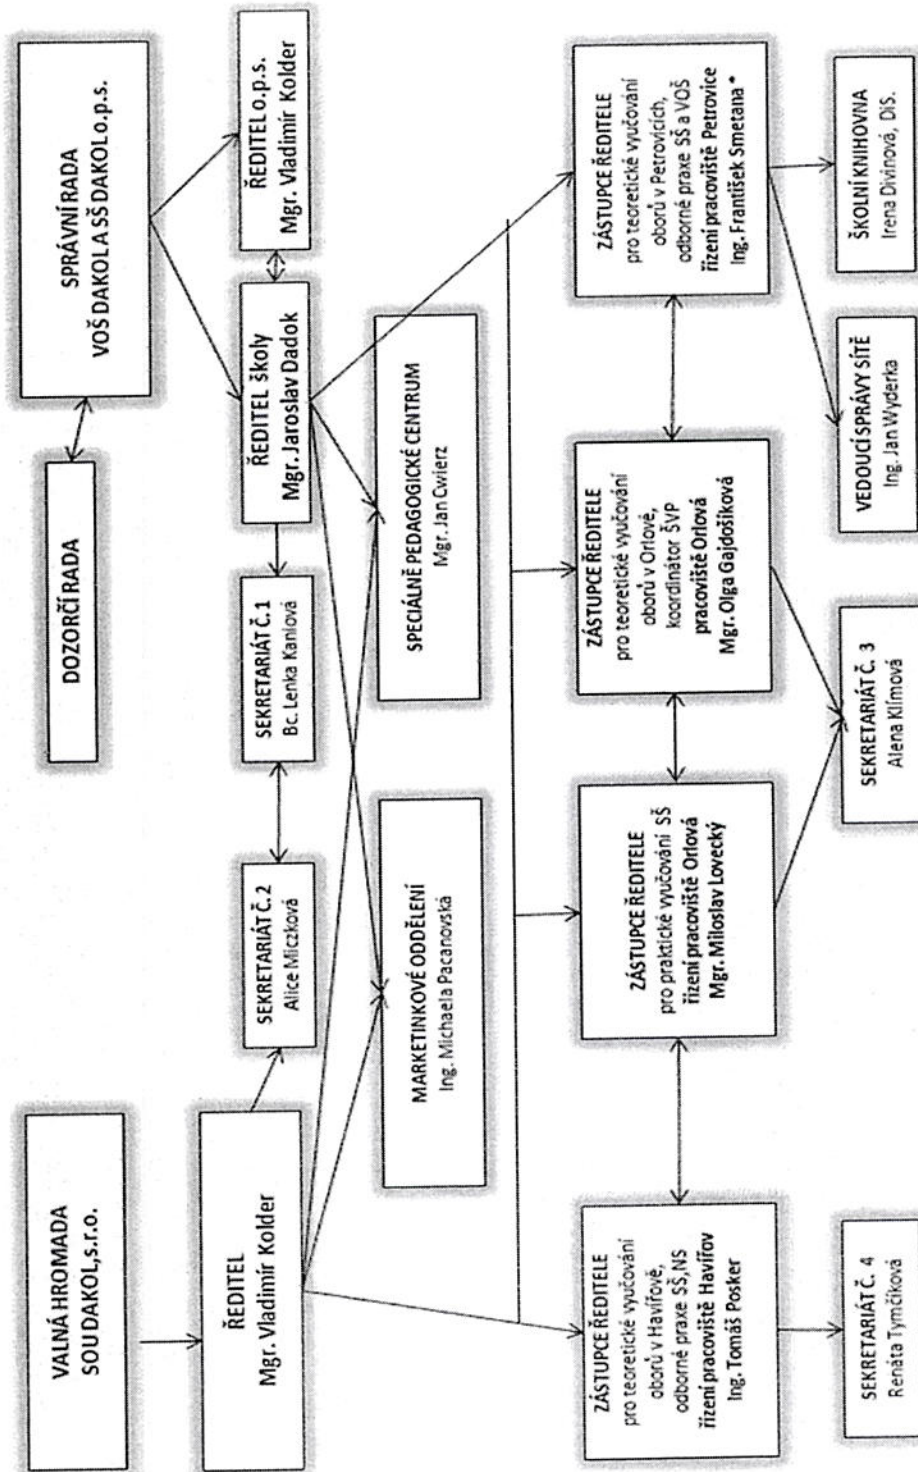 VALNÁ HROMADA
SOU DAKOL,s.r.o.
DOZORČÍ RADA
SPRÁVNÍ RADA
VOŠ DAKOL A SŠ DAKOL o.p.s.
ŘEDITEL
Mgr. Vladimír Kolder
SEKRETARIÁT Č.2
Alice Miczková
SEKRETARIÁT Č.1
Bc. Lenka Kaniová
ŘEDITEL školy
Mgr. Jaroslav Dadok
ŘEDITEL o.p.s.
Mgr. Vladimír Kolder
MARKETINKOVÉ ODDĚLENÍ
Ing. Michaela Pacanovská
SPECIÁLNĚ PEDAGOGICKÉ CENTRUM
Mgr. Jan Cwierz
ZÁSTUPCE ŘEDITELE
pro teoretické vyučování
oborů v Havířově,
odborné praxe SŠ,NS
řízení pracoviště Havířov
Ing. Tomáš Posker
ZÁSTUPCE ŘEDITELE
pro praktické vyučování SŠ
řízení pracoviště Orlová
Mgr. Miloslav Lovecký
ZÁSTUPCE ŘEDITELE
pro teoretické vyučování
oborů v Orlové,
koordinátor ŠVP
pracoviště Orlová
Mgr. Olga Gajdošíková
ZÁSTUPCE ŘEDITELE
pro teoretické vyučování
oborů v Petrovicích,
odborné praxe SŠ a VOŠ
řízení pracoviště Petrovice
Ing. František Smetana *
SEKRETARIÁT Č. 4
Renáta Tymčíková
SEKRETARIÁT Č. 3
Alena Klímová
VEDOUCÍ SPRÁVY SÍTĚ
Ing. Jan Wyderka
ŠKOLNÍ KNIHOVNA
Irena Divinová, DiS.